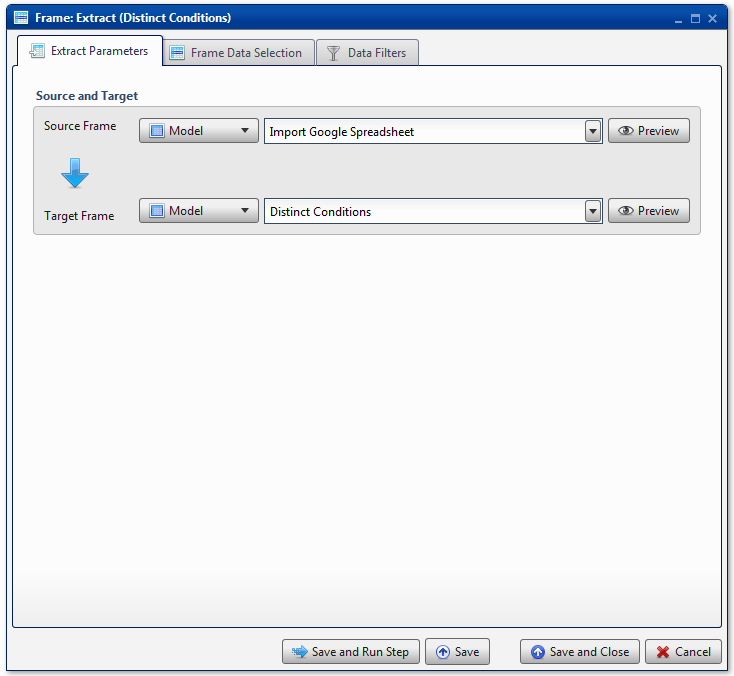 Frame: Extract (Distinct Conditions)
Extract Parameters Frame Data Selection Data Filters
Source and Target
Source Frame Model Import Google Spreadsheet Preview
Target Frame Model Distinct Conditions Preview
Save and Run Step Save Save and Close Cancel